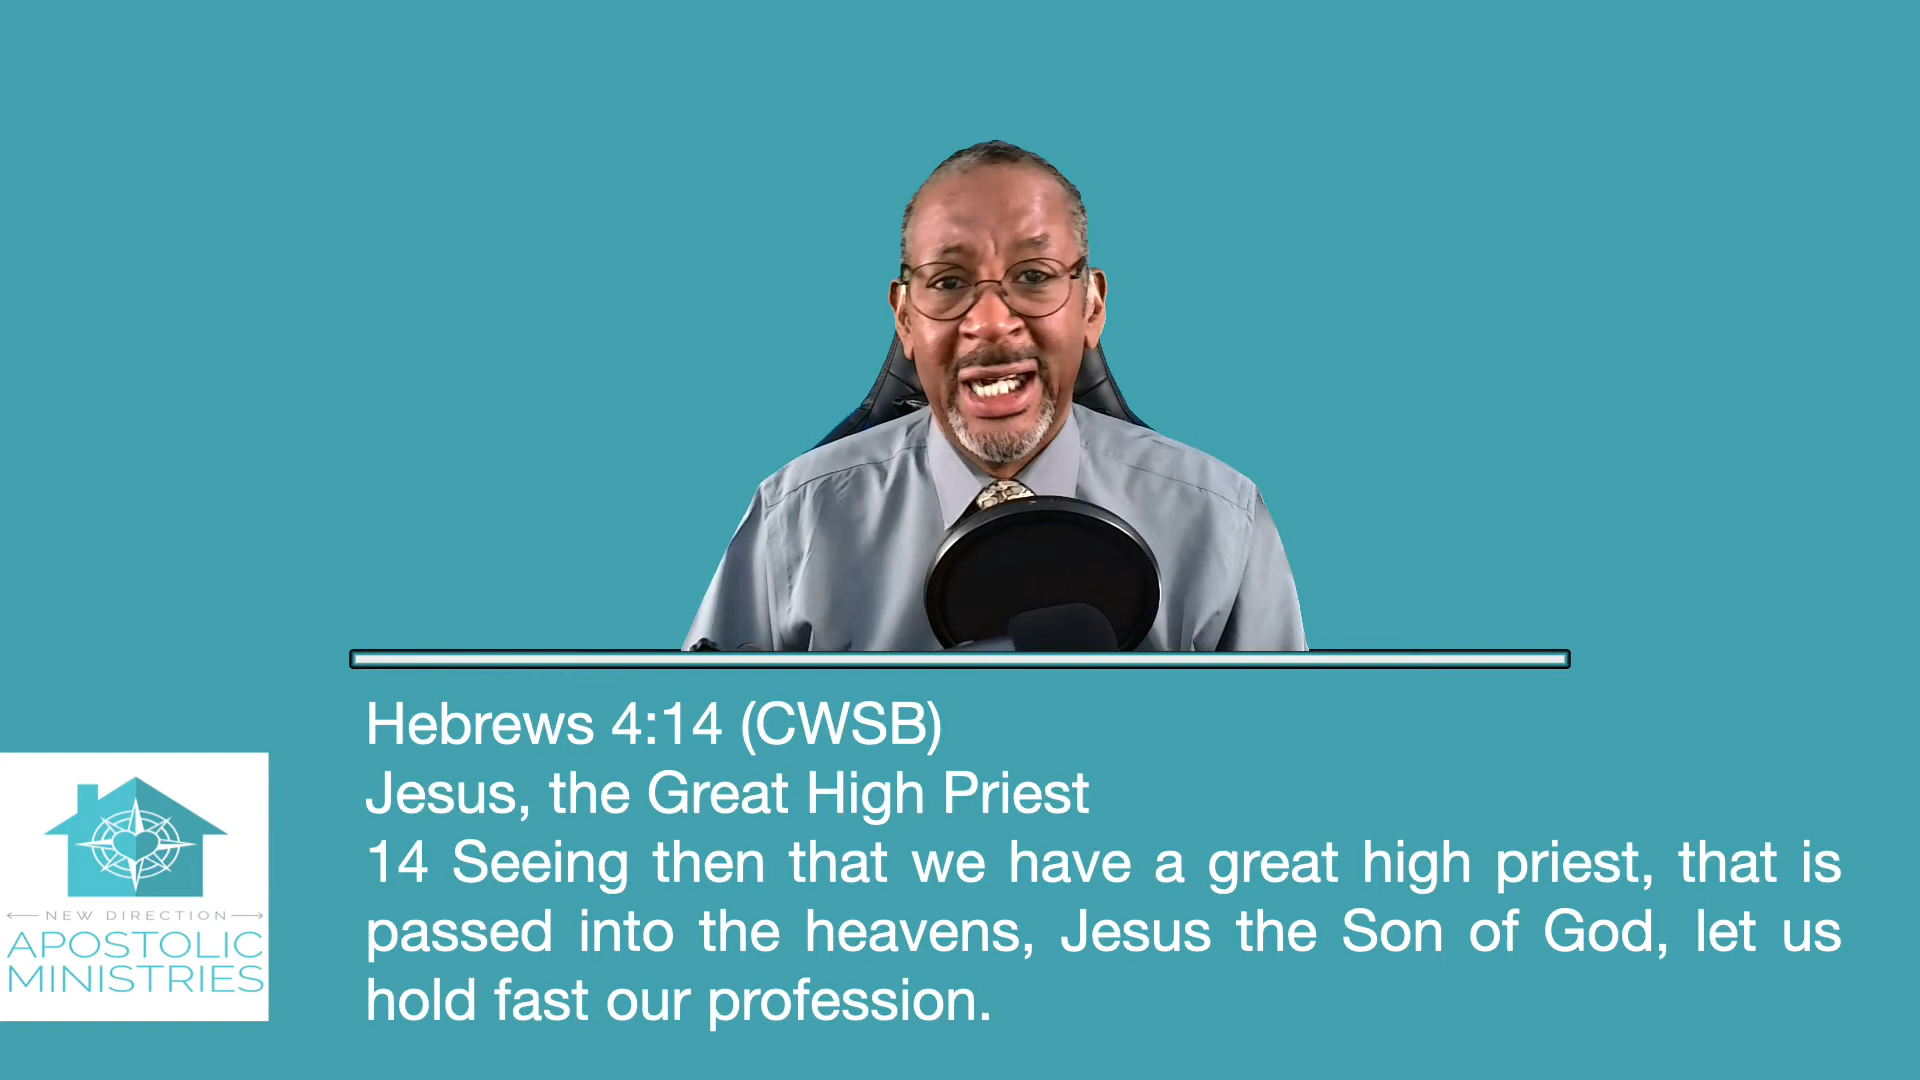 Hebrews 4:14 (CWSB)
Jesus, the Great High Priest
14 Seeing then that we have a great high priest, that is
passed into the heavens, Jesus the Son of God, let us
hold fast our profession.
NEW DIRECTION
APOSTOLIC
MINISTRIES